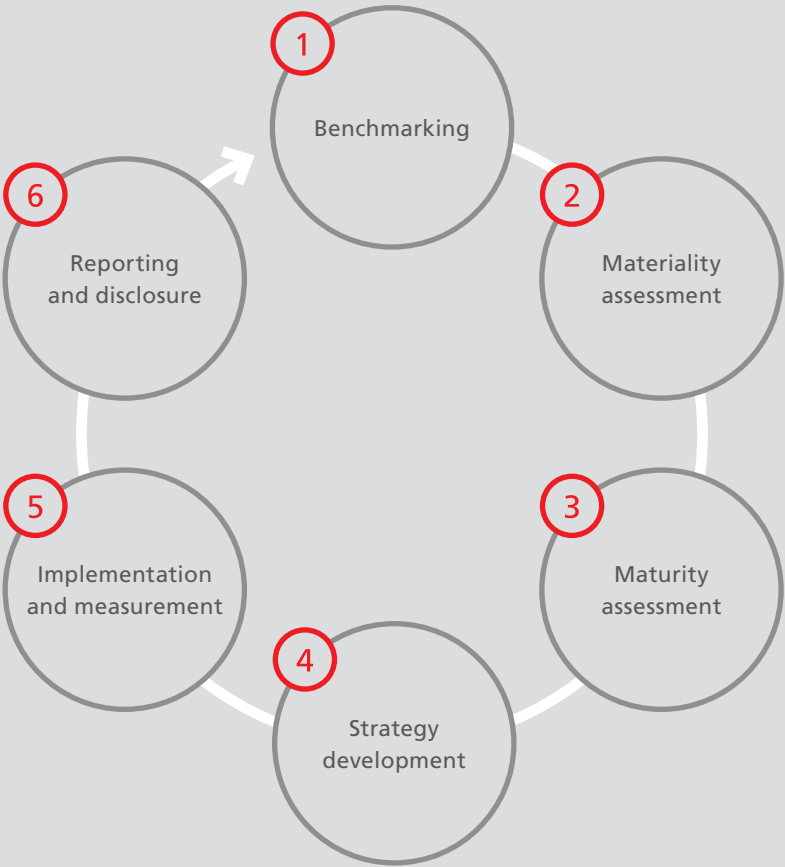 1
Benchmarking
2
Materiality
assessment
3
Maturity
assessment
4
Strategy
development
5
Implementation
and measurement
6
Reporting
and disclosure